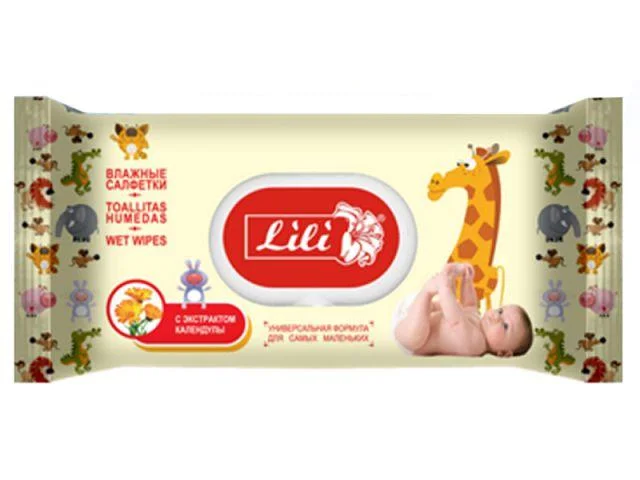 ВЛАЖНЫЕ
САЛФЕТКИ
TOALLITAS
HUMEDAS
WET WIPES
Lili
®
С ЭКСТРАКТОМ
КАЛЕНДУЛЫ
УНИВЕРСАЛЬНАЯ ФОРМУЛА
ДЛЯ САМЫХ МАЛЕНЬКИХ